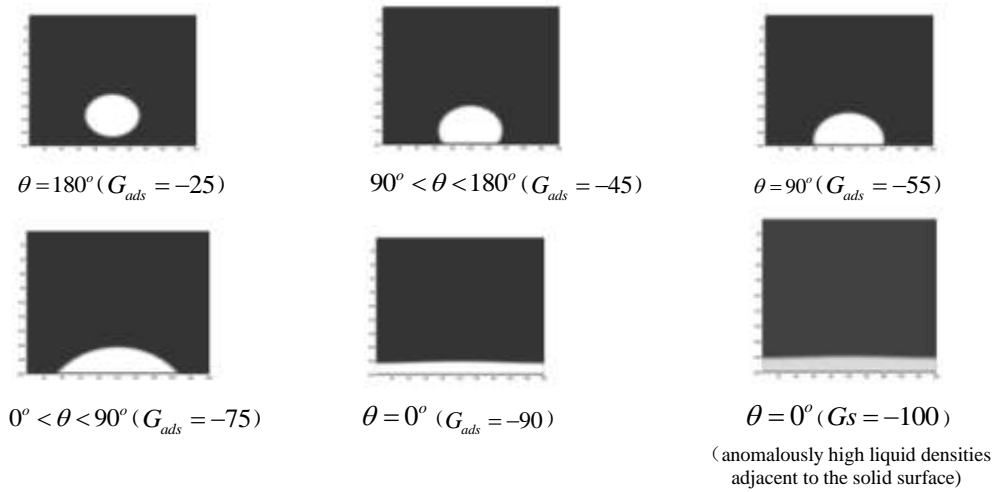 θ = 180° (G_ads = −25)
90° < θ < 180° (G_ads = −45)
θ = 90° (G_ads = −55)
0° < θ < 90° (G_ads = −75)
θ = 0° (G_ads = −90)
θ = 0° (Gs = −100)
(anomalously high liquid densities
adjacent to the solid surface)